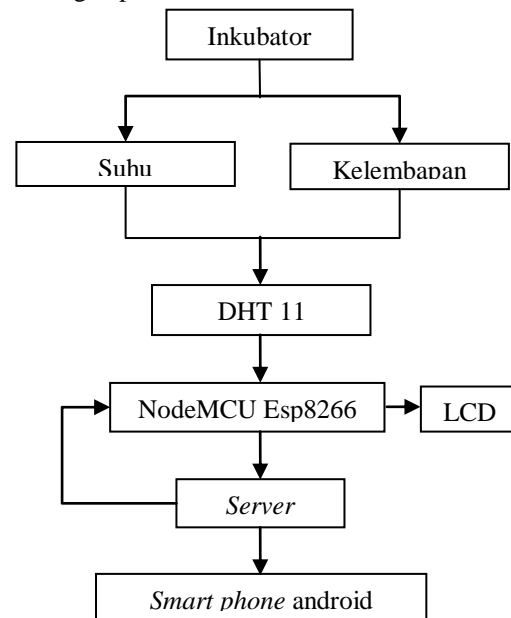 Inkubator
Suhu
Kelembapan
DHT 11
NodeMCU Esp8266
LCD
Server
Smart phone android